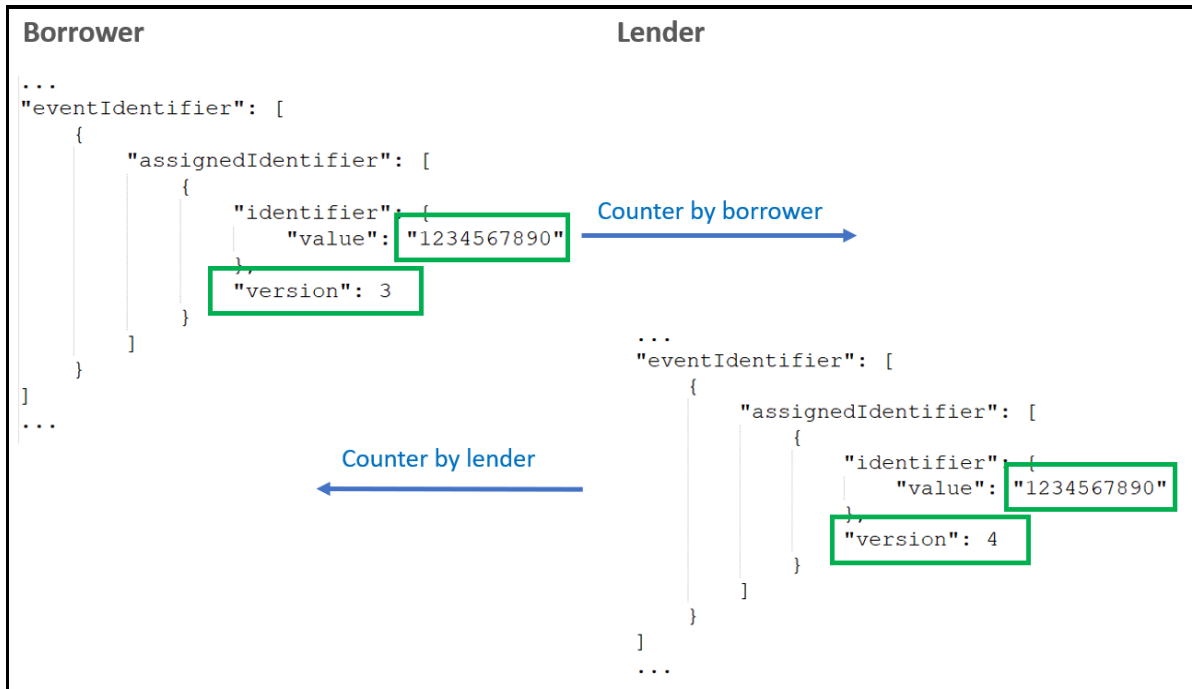 Borrower
...
"eventIdentifier": [
{
"assignedIdentifier": [
{
"identifier": {
"value": "1234567890"
},
"version": 3
}
]
}
]
...
Counter by borrower
Lender
...
"eventIdentifier": [
{
"assignedIdentifier": [
{
"identifier": {
"value": "1234567890"
},
"version": 4
}
]
}
]
...
Counter by lender